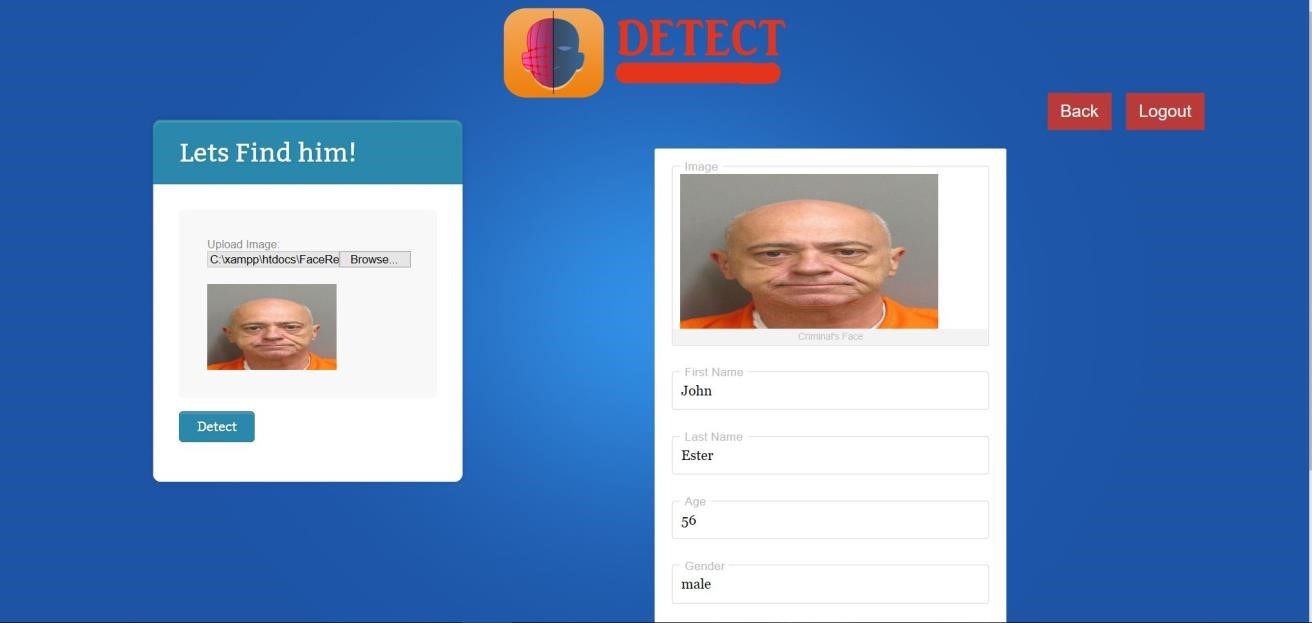 DETECT
Back
Logout
Lets Find him!
Upload Image:
C:\xampp\htdocs\FaceRe
Browse...
Detect
Image
Criminal's Face
First Name
John
Last Name
Ester
Age
56
Gender
male